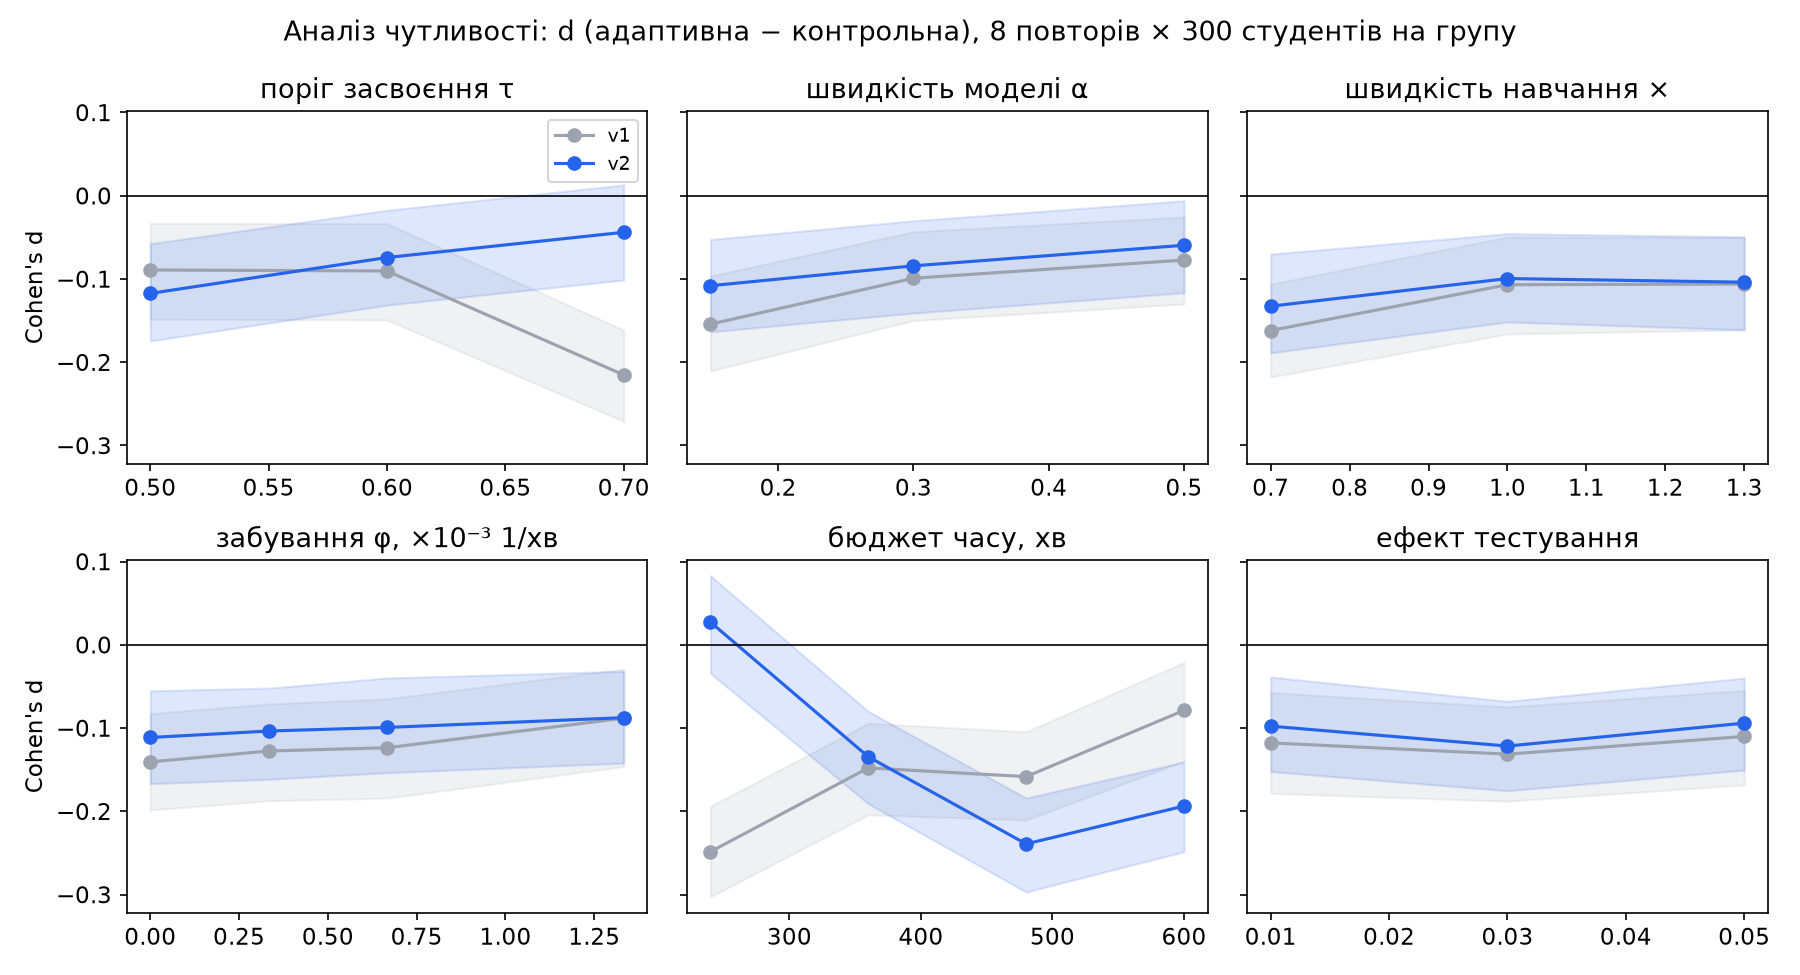 Аналіз чутливості: d (адаптивна − контрольна), 8 повторів × 300 студентів на групу
поріг засвоєння τ
швидкість моделі α
швидкість навчання ×
0.1
0.0
−0.1
−0.2
−0.3
Cohen's d
v1
v2
0.50 0.55 0.60 0.65 0.70
0.2 0.3 0.4 0.5
0.7 0.8 0.9 1.0 1.1 1.2 1.3
забування φ, ×10⁻³ 1/хв
бюджет часу, хв
ефект тестування
0.1
0.0
−0.1
−0.2
−0.3
Cohen's d
0.00 0.25 0.50 0.75 1.00 1.25
300 400 500 600
0.01 0.02 0.03 0.04 0.05